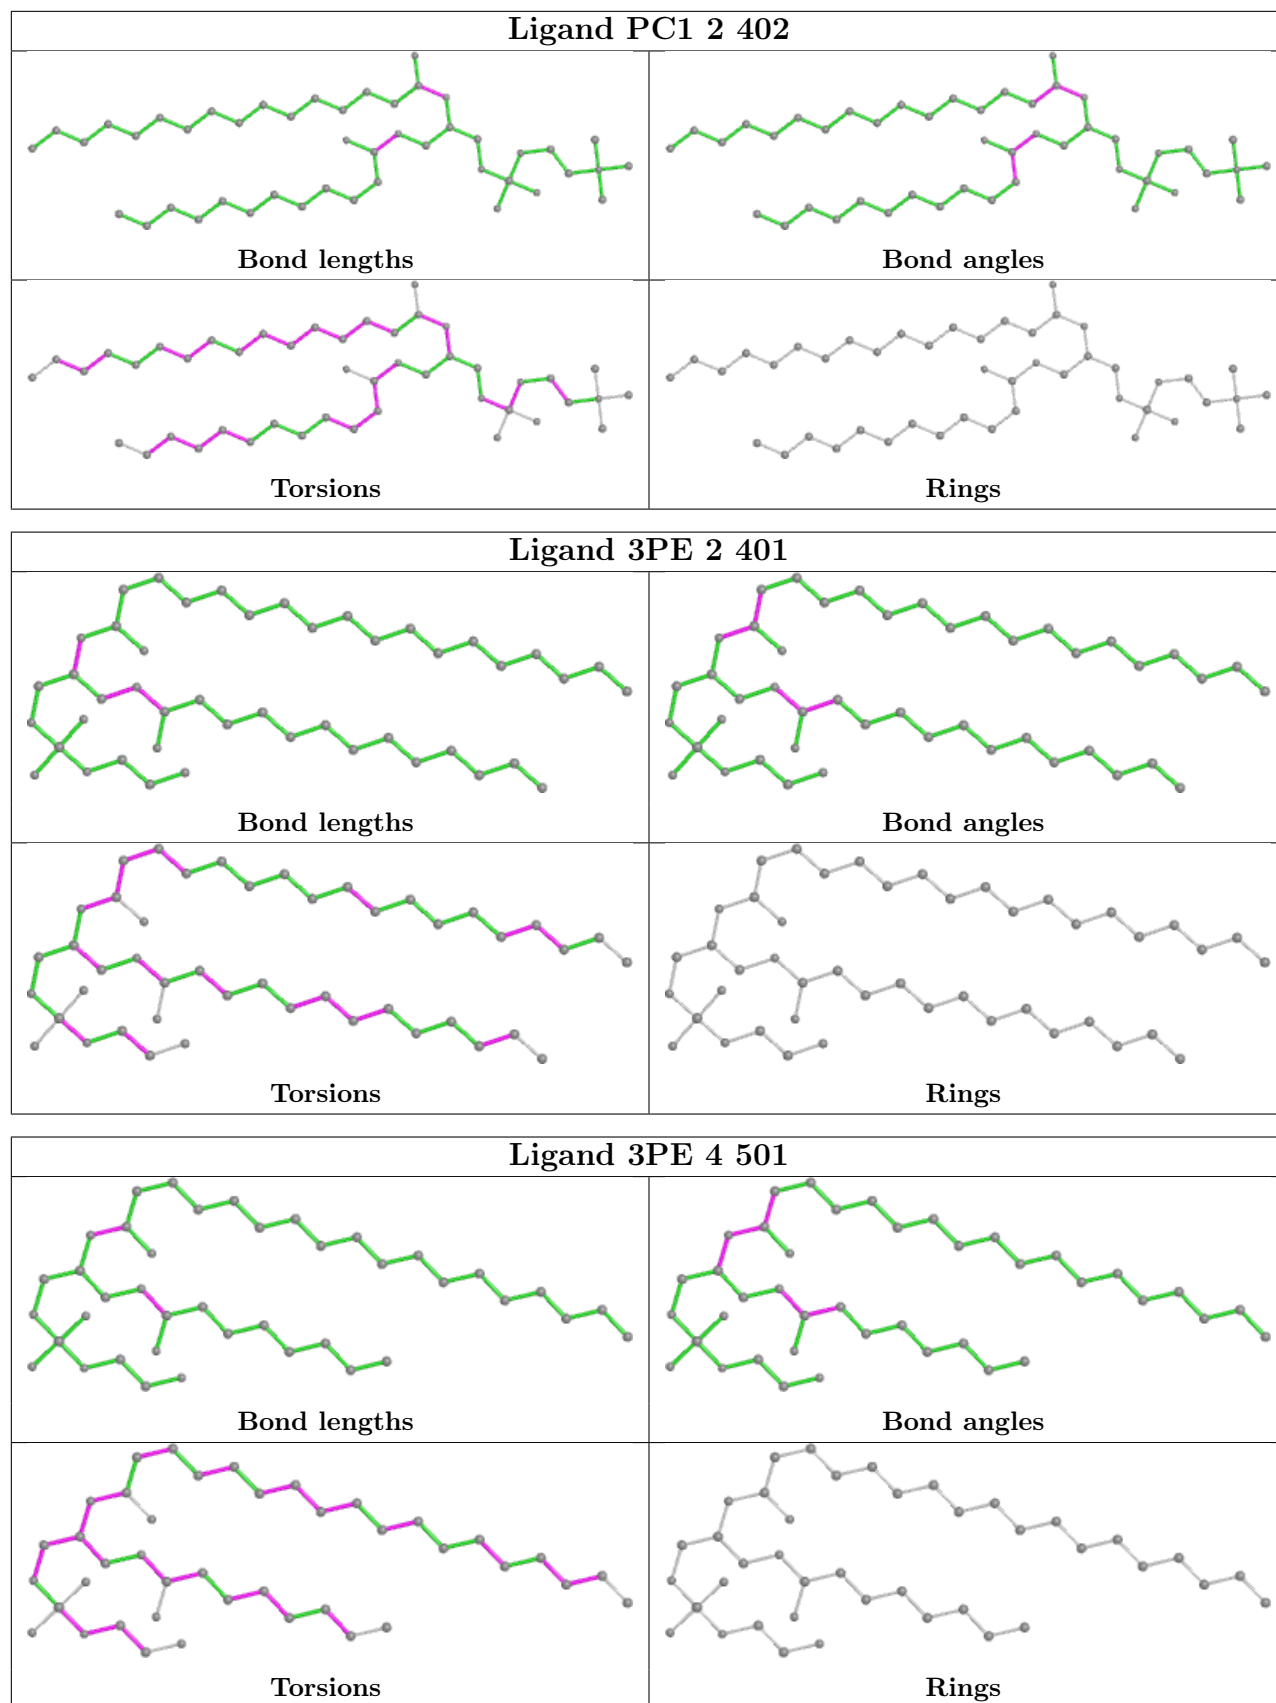 Ligand PC1 2 402
Bond lengths
Bond angles
Torsions
Rings
Ligand 3PE 2 401
Bond lengths
Bond angles
Torsions
Rings
Ligand 3PE 4 501
Bond lengths
Bond angles
Torsions
Rings